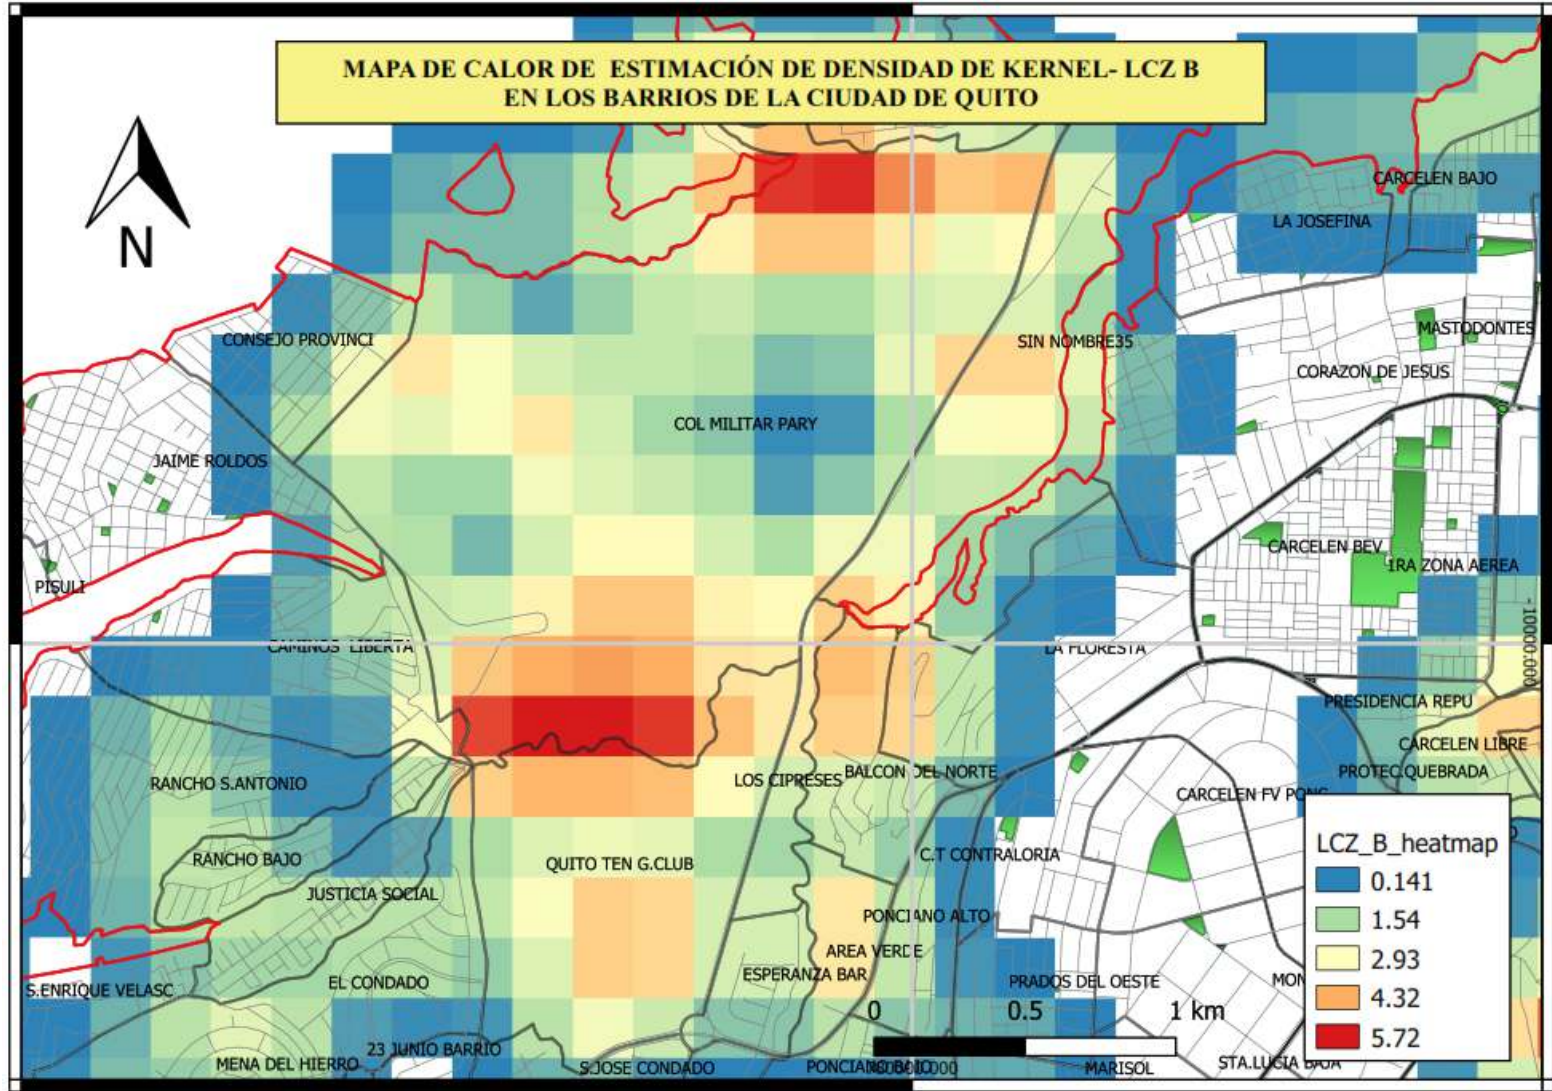 MAPA DE CALOR DE ESTIMACIÓN DE DENSIDAD DE KERNEL- LCZ B
EN LOS BARRIOS DE LA CIUDAD DE QUITO
N
CARCELEN BAJO
LA JOSEFINA
MASTODONTES
CONSEJO PROVINCI
SIN NOMBRE35
CORAZON DE JESUS
COL MILITAR PARY
JAIME ROLDOS
CARCELEN BEV
1RA ZONA AEREA
PISULI
CAMINOS LIBERTA
LA FLORESTA
-10000.000
PRESIDENCIA REPU
CARCELEN LIBRE
PROTEC.QUEBRADA
RANCHO S.ANTONIO
LOS CIPRESES
BALCON DEL NORTE
CARCELEN FV PONC
RANCHO BAJO
QUITO TEN G.CLUB
C.T CONTRALORIA
JUSTICIA SOCIAL
PONCIANO ALTO
AREA VERDE
ESPERANZA BAR
S.ENRIQUE VELASC
EL CONDADO
PRADOS DEL OESTE
MON
0 0.5 1 km
23 JUNIO BARRIO
MENA DEL HIERRO
S.JOSE CONDADO
PONCIANO BAJO
MARISOL
STA.LUCIA BAJA
LCZ_B_heatmap
0.141
1.54
2.93
4.32
5.72